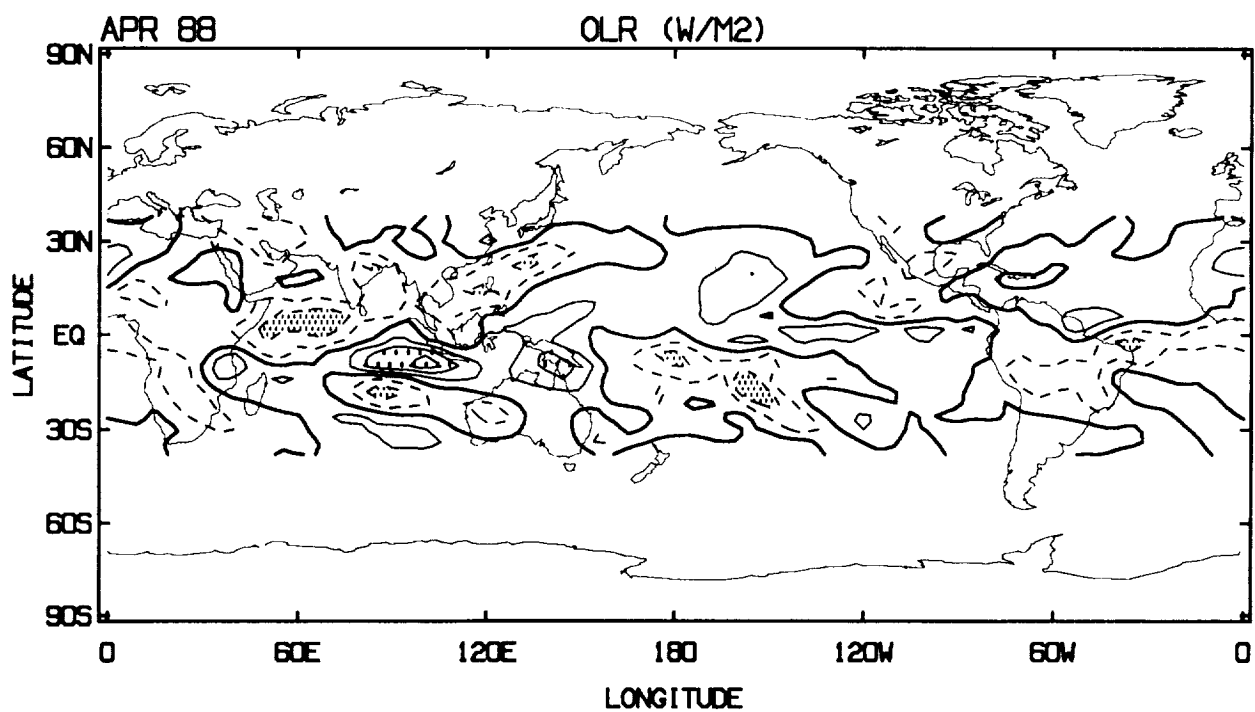 APR 88 OLR (W/M2)
90N
60N
30N
EQ
30S
60S
90S
LATITUDE
0 60E 120E 180 120W 60W 0
LONGITUDE